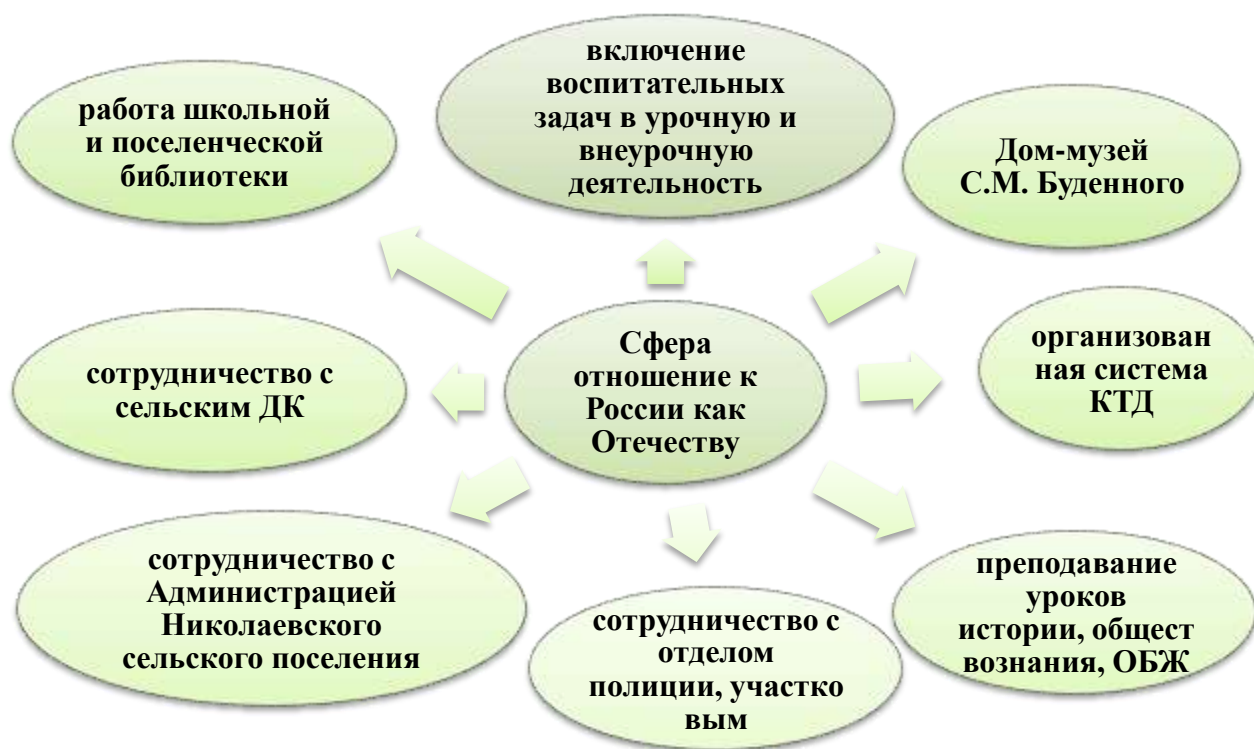 включение
воспитательных
задач в урочную и
внеурочную
деятельность
работа школьной
и поселенческой
библиотеки
Дом-музей
С.М. Буденного
сотрудничество с
сельским ДК
Сфера
отношение к
России как
Отечеству
организован
ная система
КТД
сотрудничество с
Администрацией
Николаевского
сельского поселения
сотрудничество с
отделом
полиции, участко
вым
преподавание
уроков
истории, общест
вознания, ОБЖ